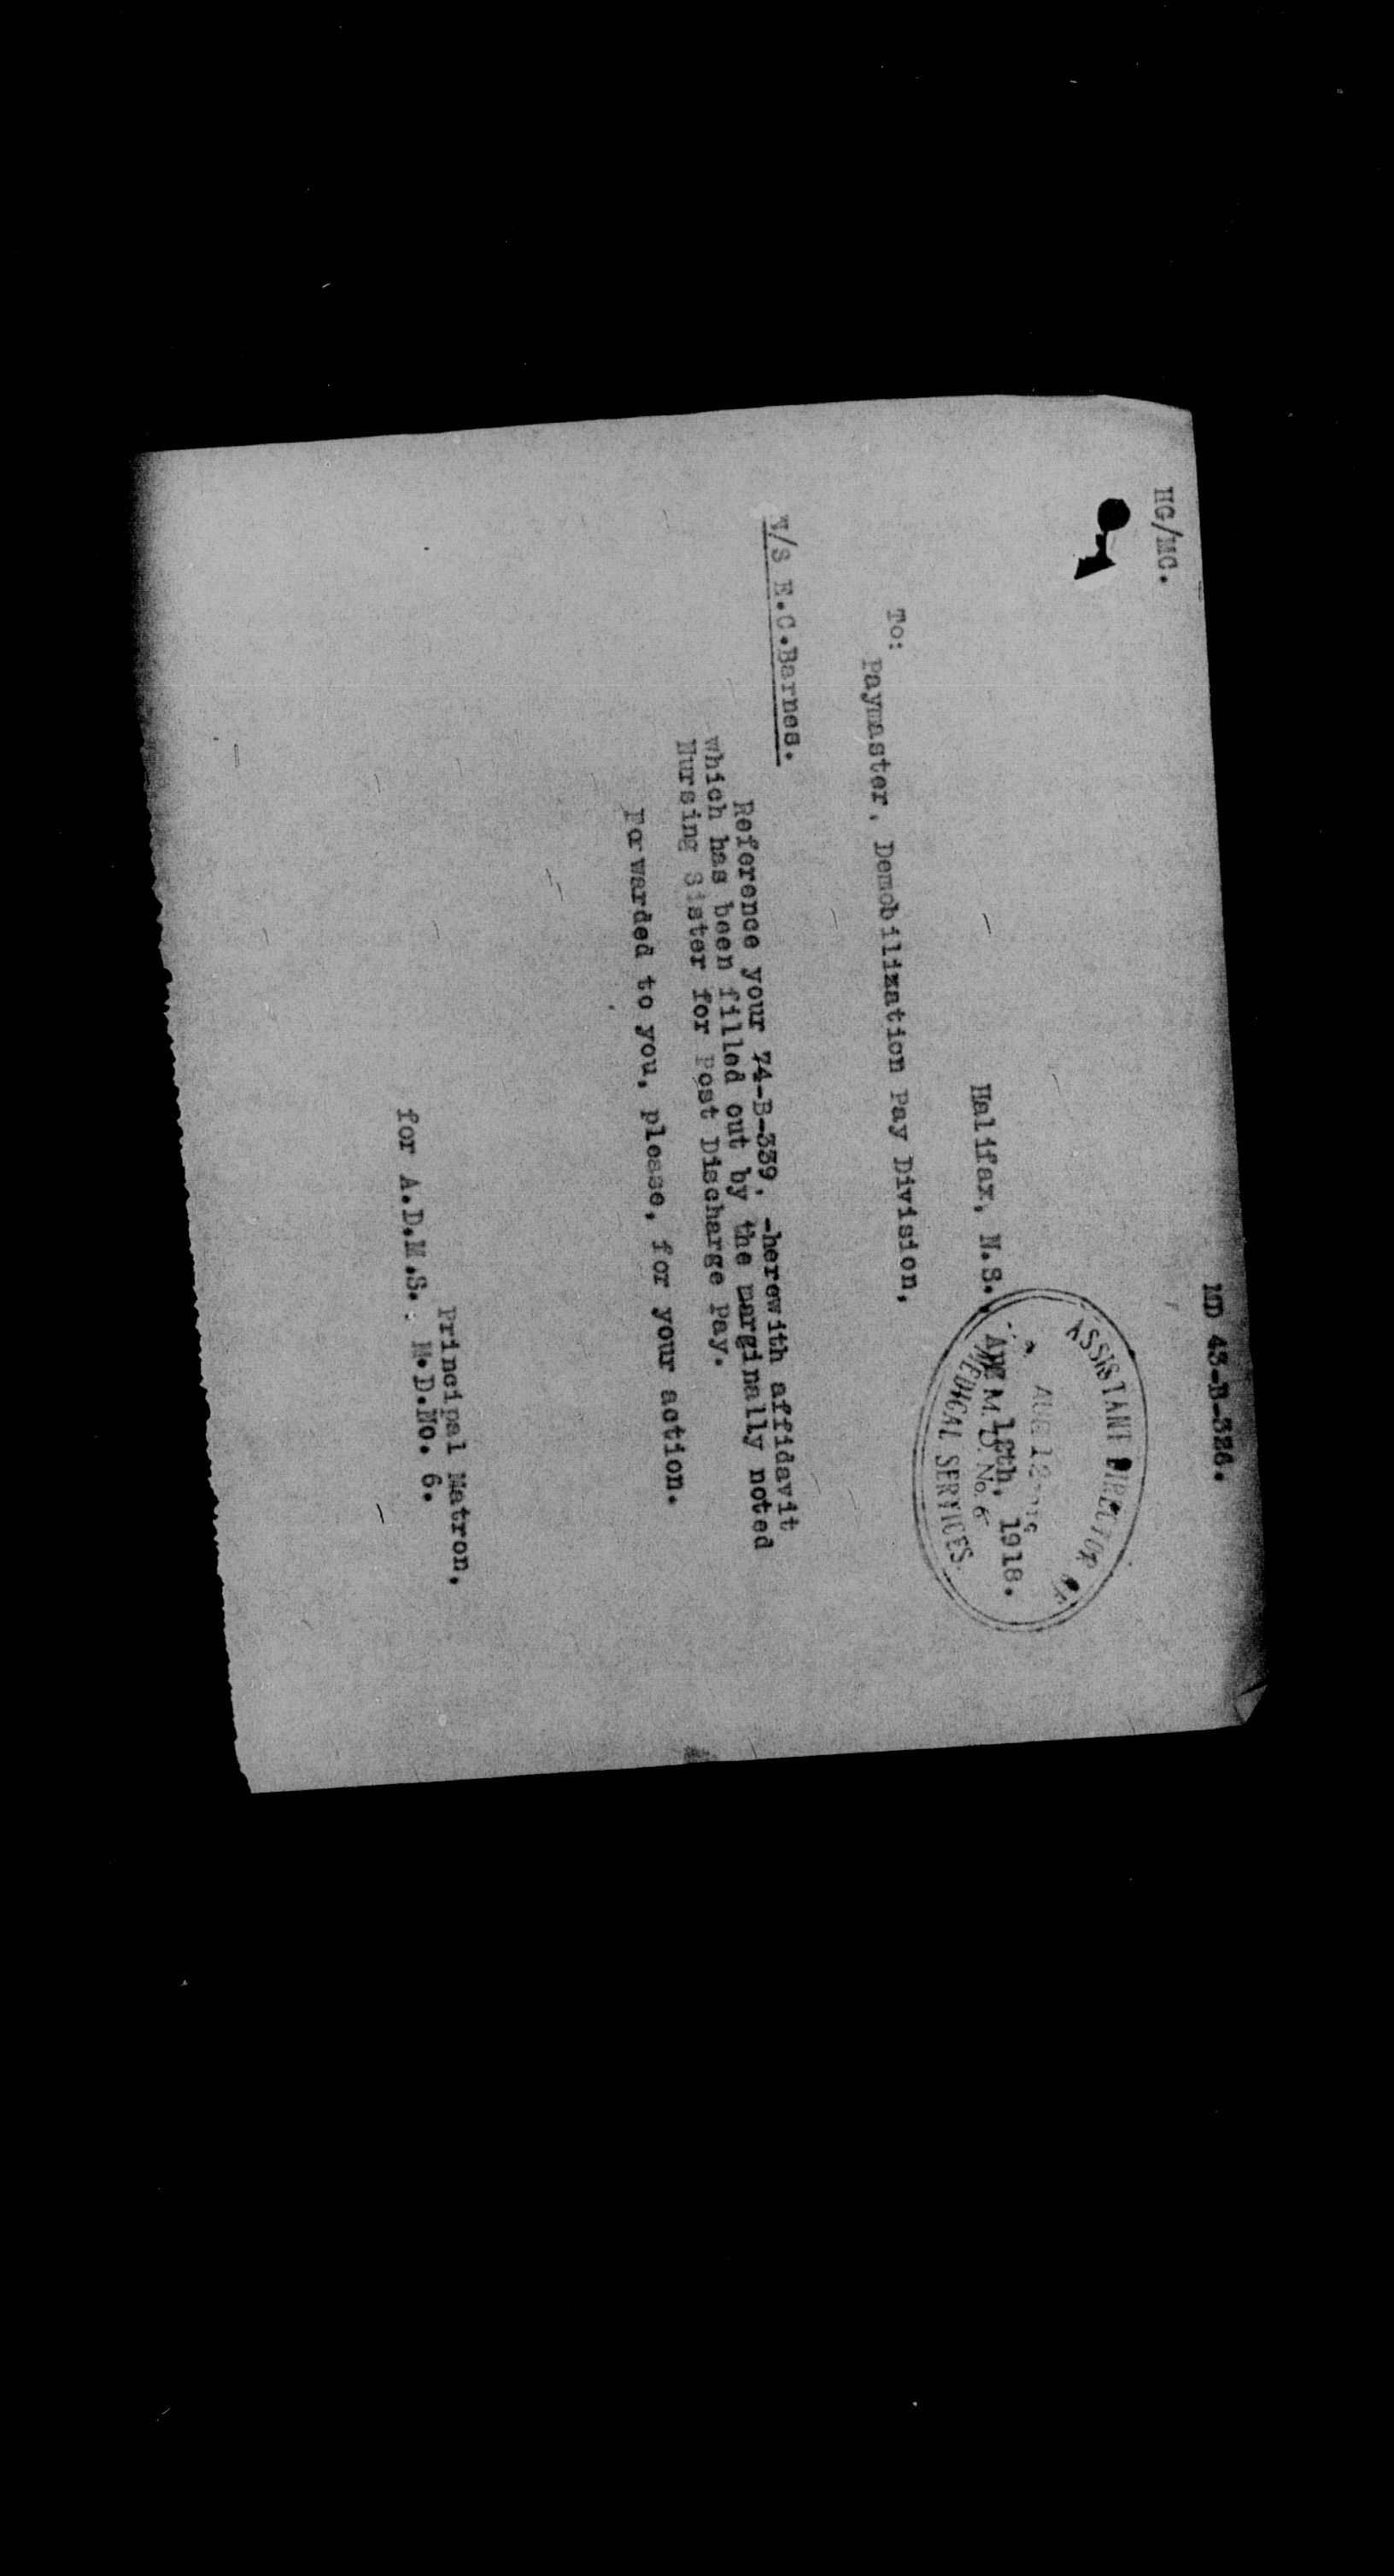 MD 43-B-326.
HG/MC.
ASSISTANT DIRECTOR OF
AUG 12
Halifax, N.S., 12th, 1918.
M.D. No. 6
MEDICAL SERVICES.
To:
Paymaster, Demobilization Pay Division,
N/S E.C.Barnes.
Reference your 74-B-339, -herewith affidavit
which has been filled out by the marginally noted
Nursing Sister for Post Discharge Pay.
Forwarded to you, please, for your action.
Principal Matron,
for A.D.M.S. M.D.No. 6.